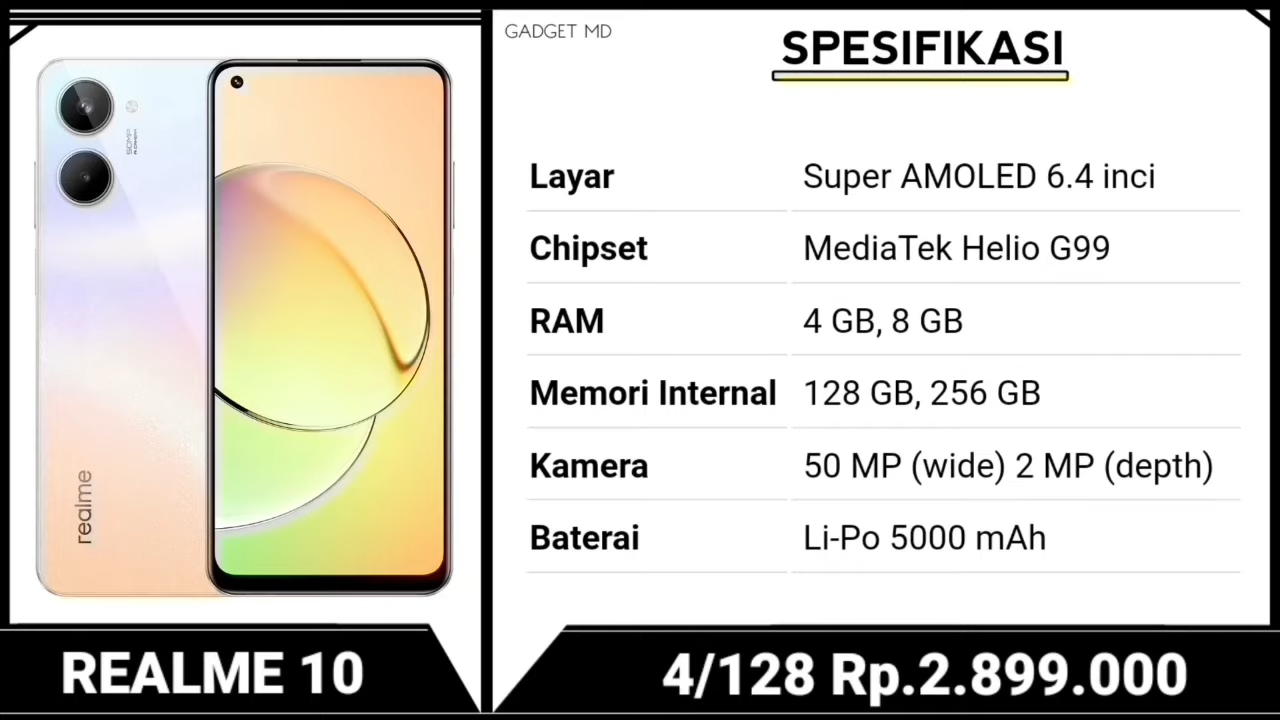 GADGET MD
SPESIFIKASI
Layar Super AMOLED 6.4 inci
Chipset MediaTek Helio G99
RAM 4 GB, 8 GB
Memori Internal 128 GB, 256 GB
Kamera 50 MP (wide) 2 MP (depth)
Baterai Li-Po 5000 mAh
50MP
realme
REALME 10
4/128 Rp.2.899.000